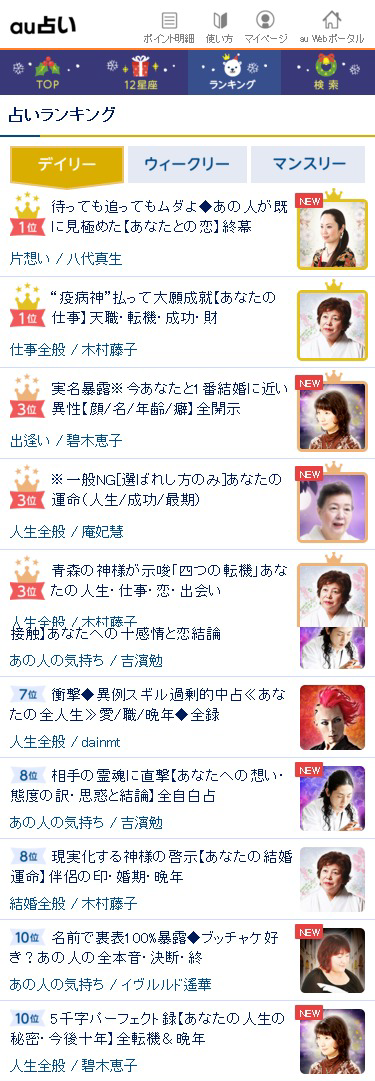 au占い
ポイント明細 使い方 マイページ au Webポータル
TOP 12星座 ランキング 検索
占いランキング
デイリー ウィークリー マンスリー
1位 待っても追ってもムダよ◆あの人が既
に見極めた【あなたとの恋】終幕
NEW
片想い / 八代真生
1位 “疫病神”払って大願成就【あなたの
仕事】天職・転機・成功・財
仕事全般 / 木村藤子
3位 実名暴露※今あなたと1番結婚に近い
異性【顔/名/年齢/癖】全開示
NEW
出逢い / 碧木恵子
3位 ※一般NG[選ばれし方のみ]あなたの
運命(人生/成功/最期)
NEW
人生全般 / 庵妃慧
3位 青森の神様が示唆「四つの転機」あな
たの人生・仕事・恋・出会い
人生全般 / 木村藤子
接触】あなたへの十感情と恋結論
あの人の気持ち / 吉濱勉
7位 衝撃◆異例スギル過剰的中占≪あな
たの全人生≫愛/職/晩年◆全録
人生全般 / dainmt
8位 相手の霊魂に直撃【あなたへの想い・
態度の訳・思惑と結論】全自白占
NEW
あの人の気持ち / 吉濱勉
8位 現実化する神様の啓示【あなたの結婚
運命】伴侶の印・婚期・晩年
結婚全般 / 木村藤子
10位 名前で裏表100%暴露◆ブッチャケ好
き?あの人の全本音・決断・終
NEW
あの人の気持ち / イヴルルド遙華
10位 5千字パーフェクト録【あなたの人生の
秘密・今後十年】全転機&晩年
NEW
人生全般 / 碧木恵子